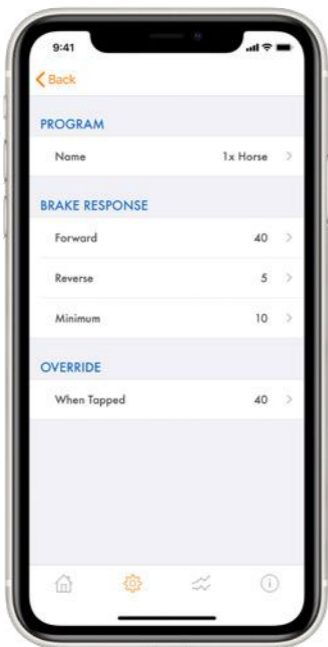 9:41
Back
PROGRAM
Name 1x Horse
BRAKE RESPONSE
Forward 40
Reverse 5
Minimum 10
OVERRIDE
When Tapped 40